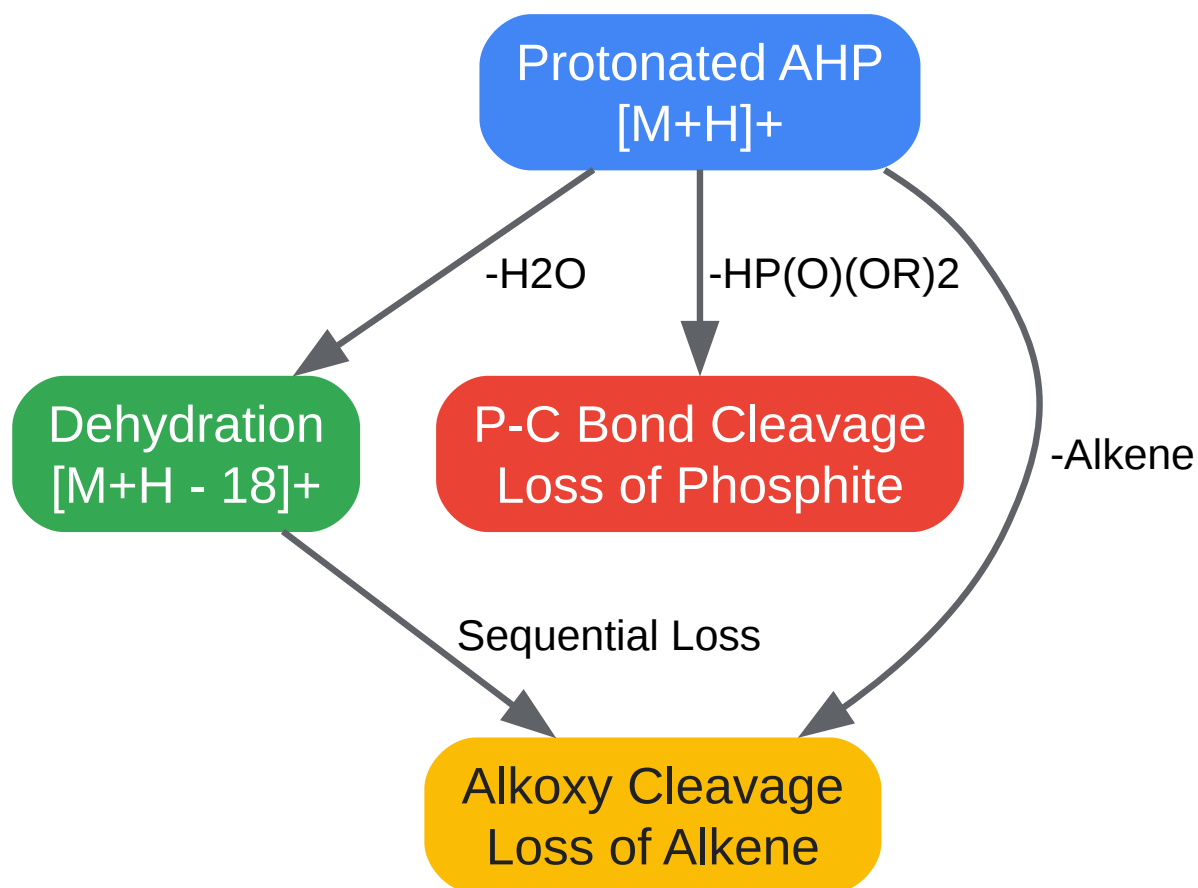 Protonated AHP
[M+H]+
-H2O
-HP(O)(OR)2
Dehydration
[M+H - 18]+
P-C Bond Cleavage
Loss of Phosphite
-Alkene
Sequential Loss
Alkoxy Cleavage
Loss of Alkene